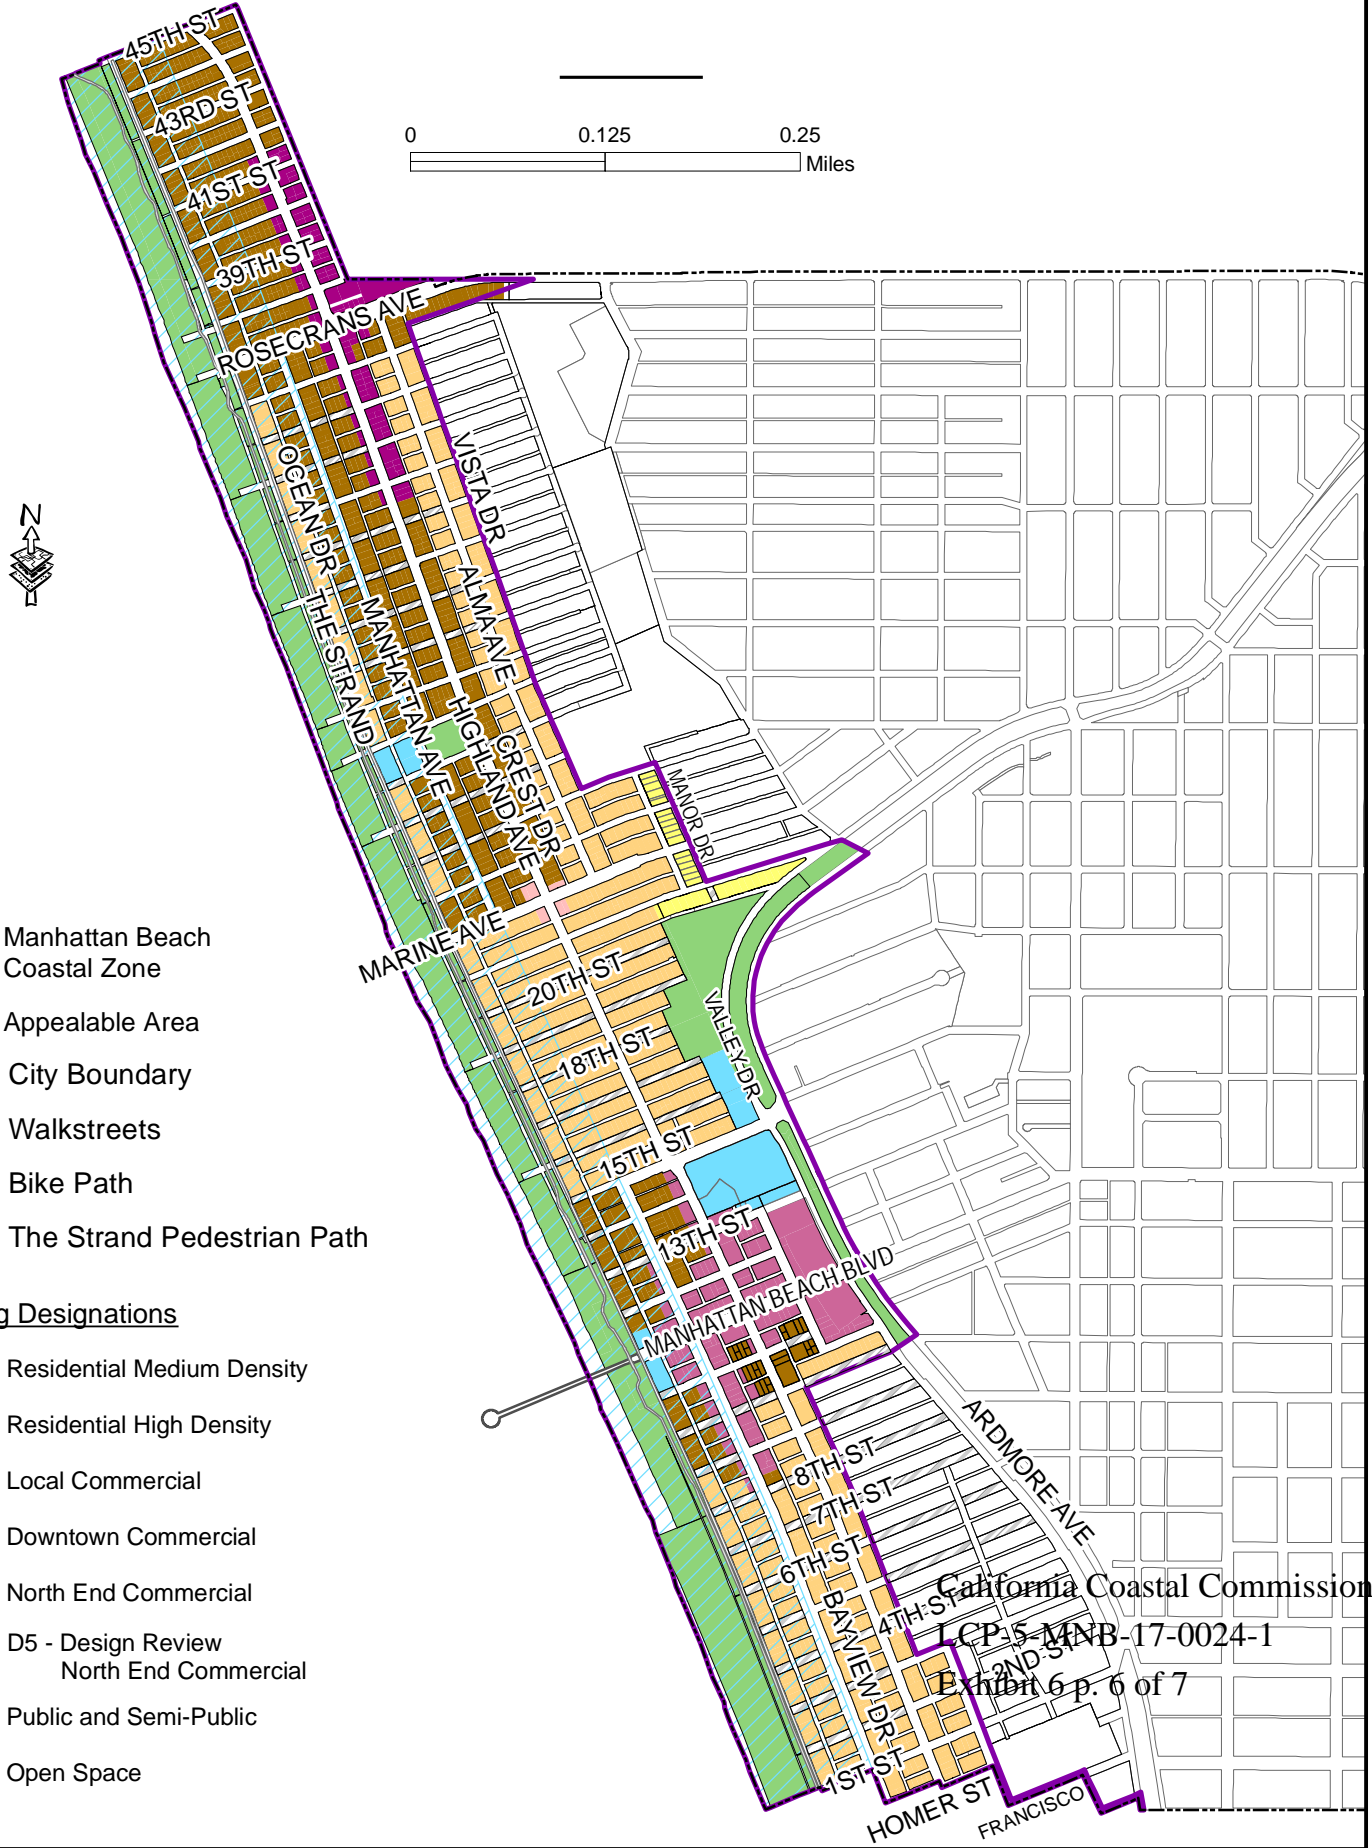 45TH ST
43RD ST
41ST ST
39TH ST
ROSECRANS AVE
0 0.125 0.25
Miles
N
VISTA DR
OCEAN DR
THE STRAND
MANHATTAN AVE
ALMA AVE
HIGHLAND AVE
CREST DR
MANOR DR
MARINE AVE
20TH ST
18TH ST
VALLEY DR
15TH ST
13TH ST
MANHATTAN BEACH BLVD
ARDMORE AVE
8TH ST
7TH ST
6TH ST
4TH ST
2ND ST
BAYVIEW DR
1ST ST
HOMER ST
FRANCISCO
Manhattan Beach
Coastal Zone
Appealable Area
City Boundary
Walkstreets
Bike Path
The Strand Pedestrian Path
g Designations
Residential Medium Density
Residential High Density
Local Commercial
Downtown Commercial
North End Commercial
D5 - Design Review
North End Commercial
Public and Semi-Public
Open Space
California Coastal Commission
LCP-5-MNB-17-0024-1
Exhibit 6 p. 6 of 7